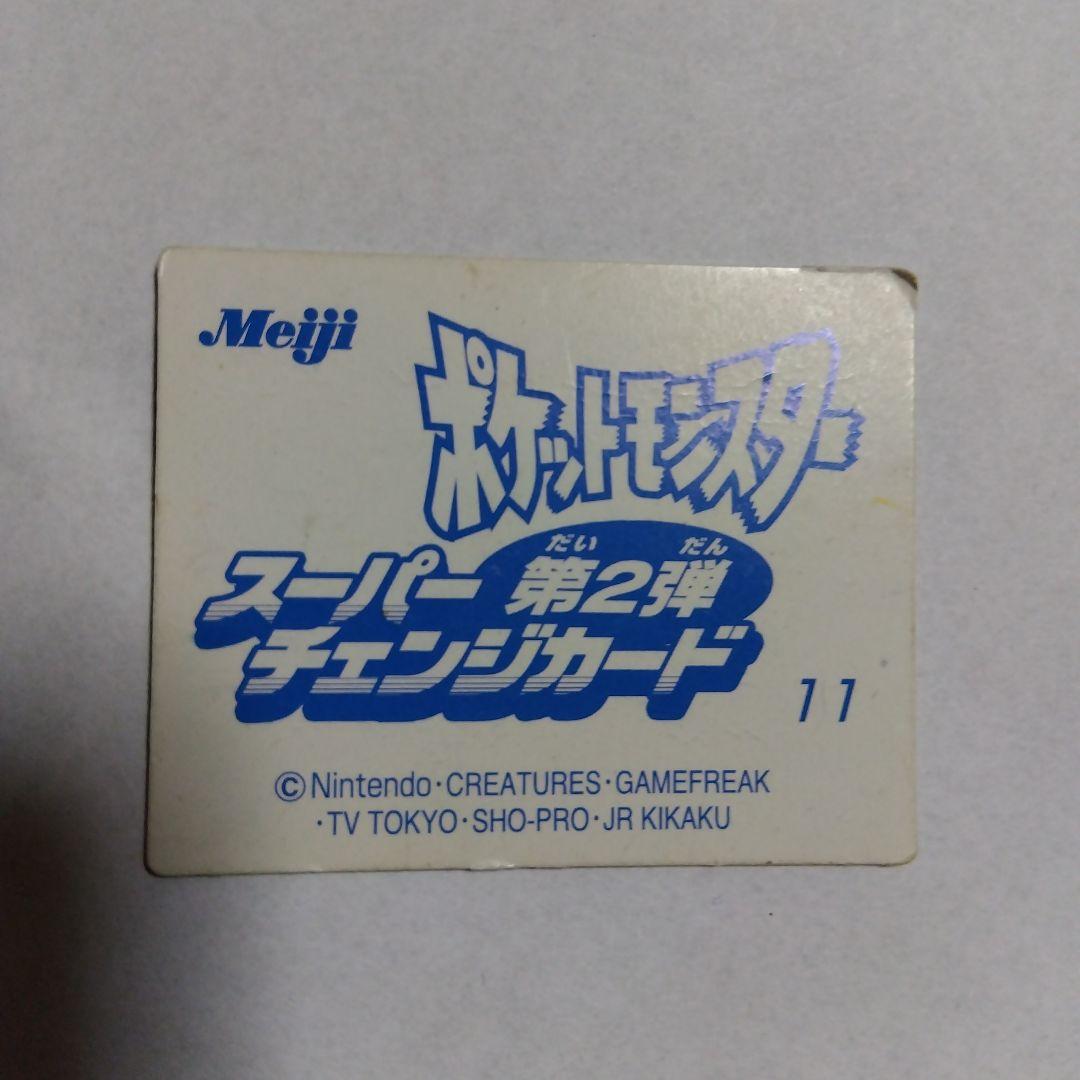 Meiji
ポケットモンスター
だい だん
スーパー 第2弾
チェンジカード
11
©Nintendo・CREATURES・GAMEFREAK
・TV TOKYO・SHO-PRO・JR KIKAKU